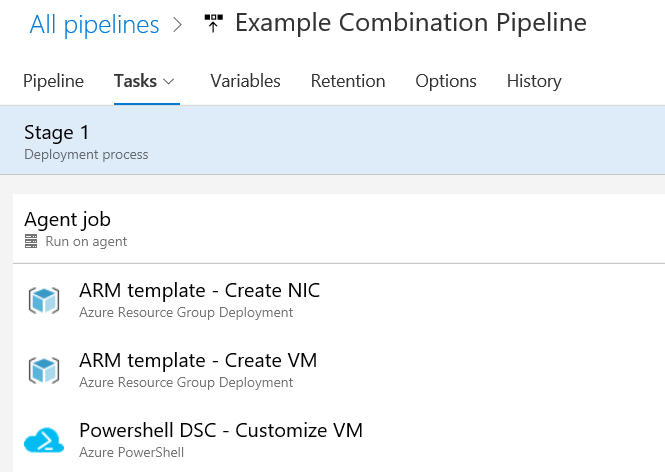 All pipelines > Example Combination Pipeline
Pipeline Tasks Variables Retention Options History
Stage 1
Deployment process
Agent job
Run on agent
ARM template - Create NIC
Azure Resource Group Deployment
ARM template - Create VM
Azure Resource Group Deployment
Powershell DSC - Customize VM
Azure PowerShell